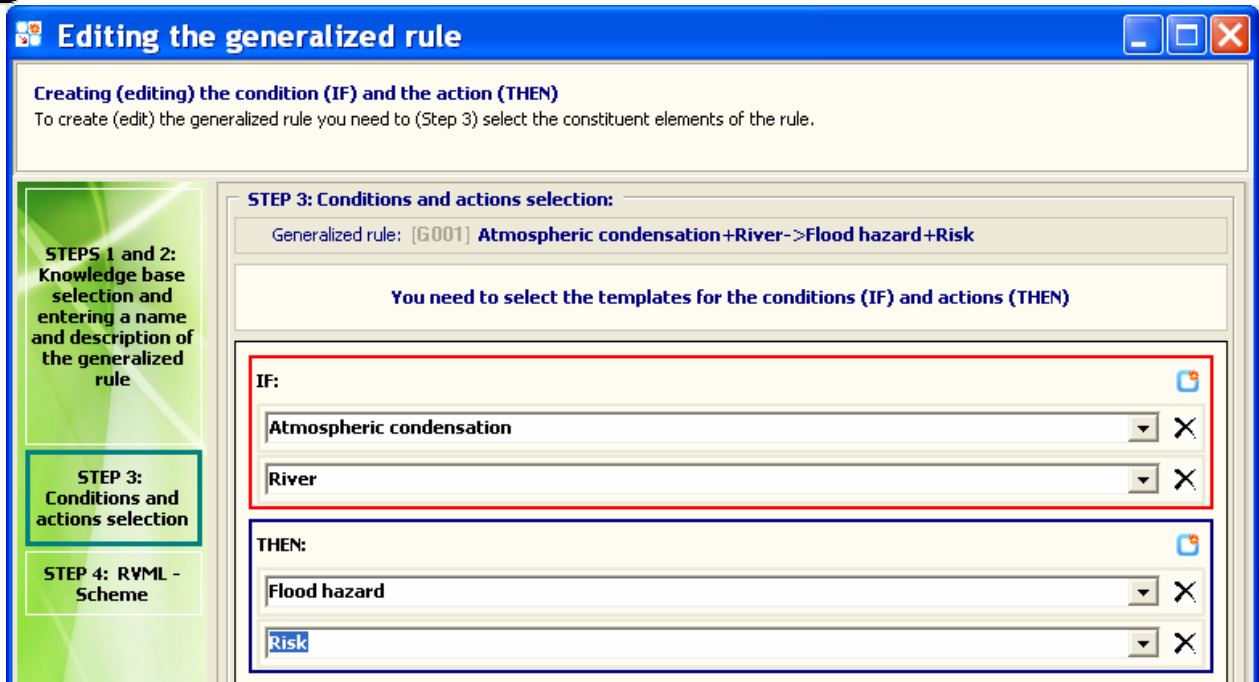 Editing the generalized rule
Creating (editing) the condition (IF) and the action (THEN)
To create (edit) the generalized rule you need to (Step 3) select the constituent elements of the rule.
STEPS 1 and 2:
Knowledge base
selection and
entering a name
and description of
the generalized
rule
STEP 3:
Conditions and
actions selection
STEP 4: RVML -
Scheme
STEP 3: Conditions and actions selection:
Generalized rule: [G001] Atmospheric condensation+River->Flood hazard+Risk
You need to select the templates for the conditions (IF) and actions (THEN)
IF:
Atmospheric condensation
River
THEN:
Flood hazard
Risk